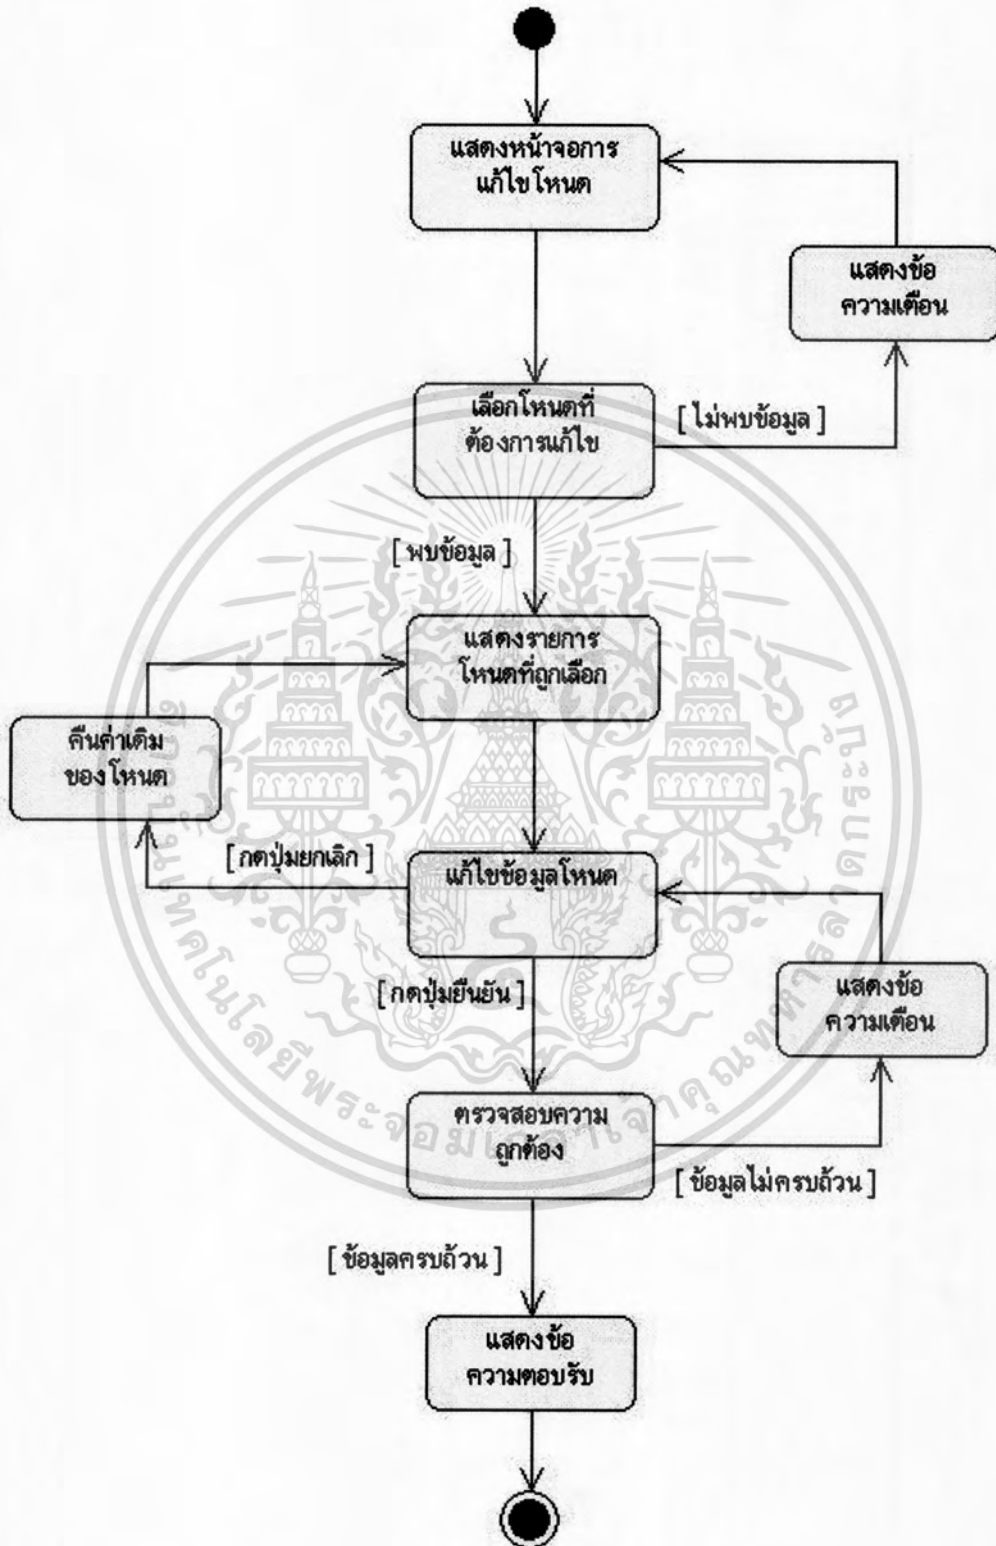 แสดงหน้าจอการ
แก้ไขโหนด
แสดงข้อ
ความเตือน
เลือกโหนดที่
ต้องการแก้ไข
[ไม่พบข้อมูล]
[พบข้อมูล]
แสดงรายการ
โหนดที่ถูกเลือก
คืนค่าเดิม
ของโหนด
[กดปุ่มยกเลิก]
แก้ไขข้อมูลโหนด
[กดปุ่มยืนยัน]
แสดงข้อ
ความเตือน
ตรวจสอบความ
ถูกต้อง
[ข้อมูลไม่ครบถ้วน]
[ข้อมูลครบถ้วน]
แสดงข้อ
ความตอบรับ